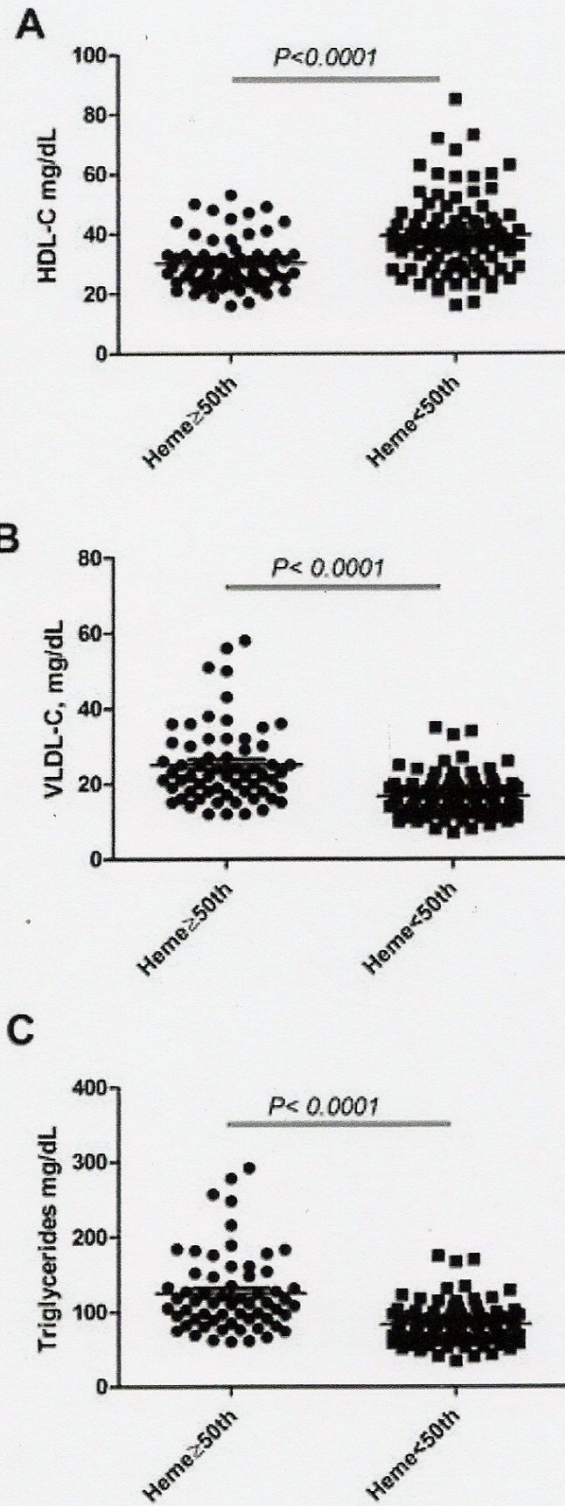 A
P<0.0001
HDL-C mg/dL
100
80
60
40
20
0
Heme≥50th
Heme<50th
B
P< 0.0001
VLDL-C, mg/dL
80
60
40
20
0
Heme≥50th
Heme<50th
C
P< 0.0001
Triglycerides mg/dL
400
300
200
100
0
Heme≥50th
Heme<50th